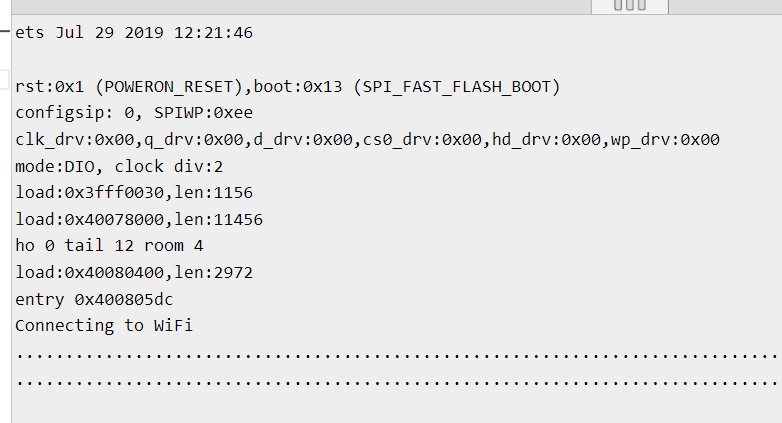 ets Jul 29 2019 12:21:46
rst:0x1 (POWERON_RESET),boot:0x13 (SPI_FAST_FLASH_BOOT)
configsip: 0, SPIWP:0xee
clk_drv:0x00,q_drv:0x00,d_drv:0x00,cs0_drv:0x00,hd_drv:0x00,wp_drv:0x00
mode:DIO, clock div:2
load:0x3fff0030,len:1156
load:0x40078000,len:11456
ho 0 tail 12 room 4
load:0x40080400,len:2972
entry 0x400805dc
Connecting to WiFi
.............................................................................
.............................................................................